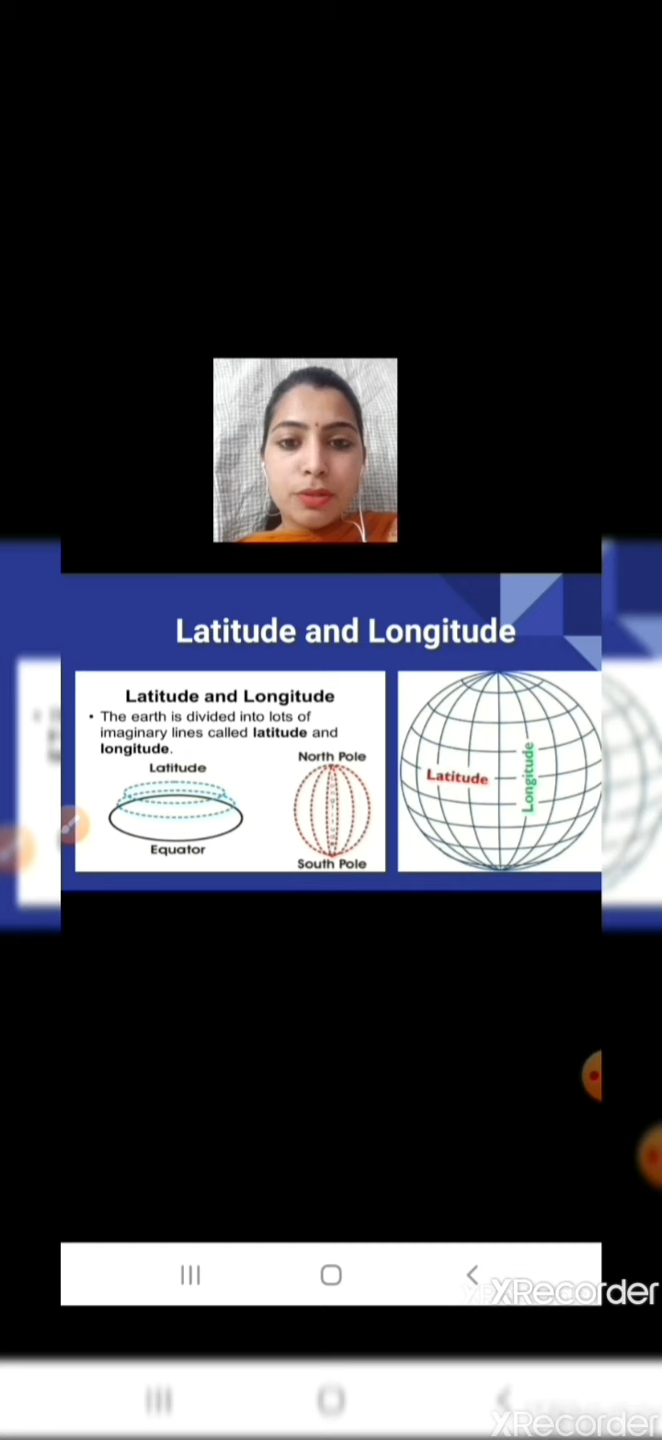 Latitude and Longitude
Latitude and Longitude
• The earth is divided into lots of
imaginary lines called latitude and
longitude.
Latitude
North Pole
Equator
South Pole
Latitude
Longitude
XRecorder
XRecorder